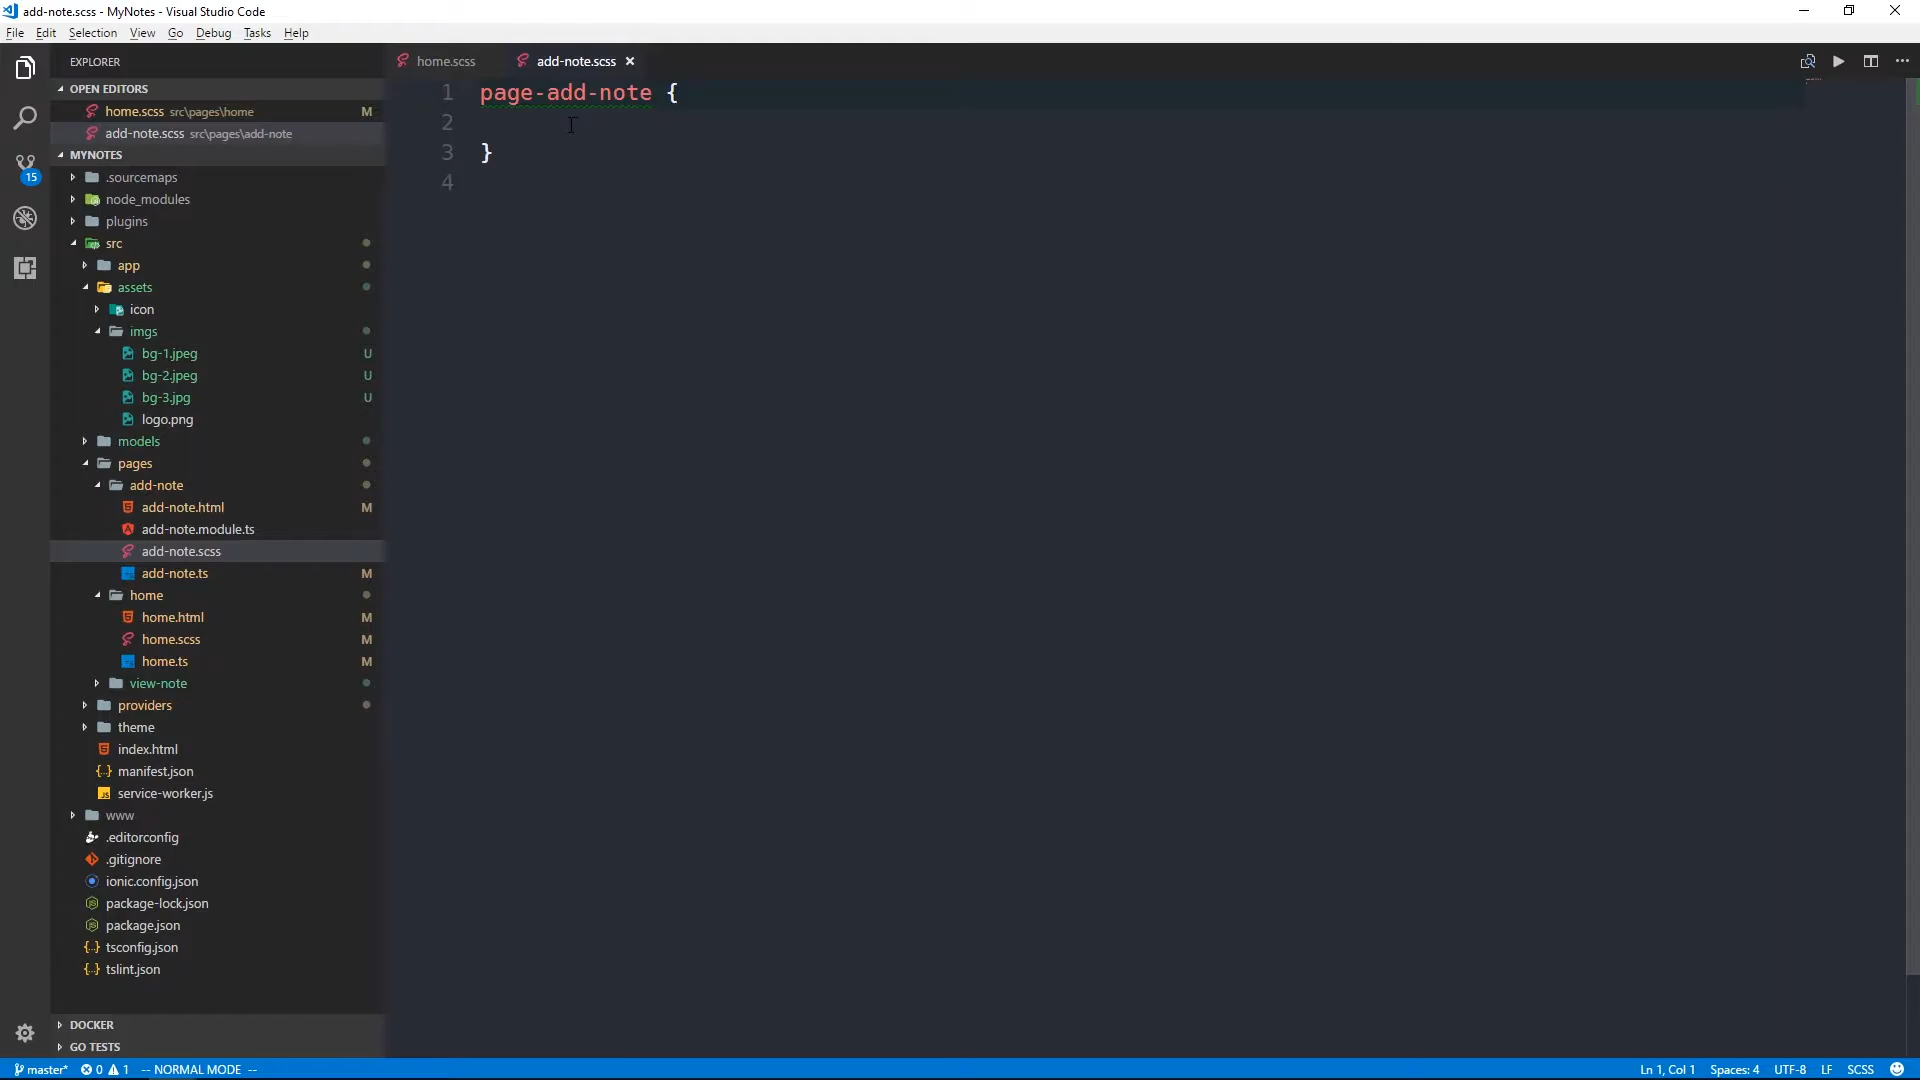 add-note.scss - MyNotes - Visual Studio Code
File Edit Selection View Go Debug Tasks Help
EXPLORER
home.scss
add-note.scss
OPEN EDITORS
home.scss src\pages\home M
add-note.scss src\pages\add-note
MYNOTES
.sourcemaps
node_modules
plugins
src
app
assets
icon
imgs
bg-1.jpeg U
bg-2.jpeg U
bg-3.jpg U
logo.png
models
pages
add-note
add-note.html M
add-note.module.ts
add-note.scss
add-note.ts M
home
home.html M
home.scss M
home.ts M
view-note
providers
theme
index.html
manifest.json
service-worker.js
www
.editorconfig
.gitignore
ionic.config.json
package-lock.json
package.json
tsconfig.json
tslint.json
DOCKER
GO TESTS
15
1 page-add-note {
2
3 }
4
master* 0 1 -- NORMAL MODE -- Ln 1, Col 1 Spaces: 4 UTF-8 LF SCSS